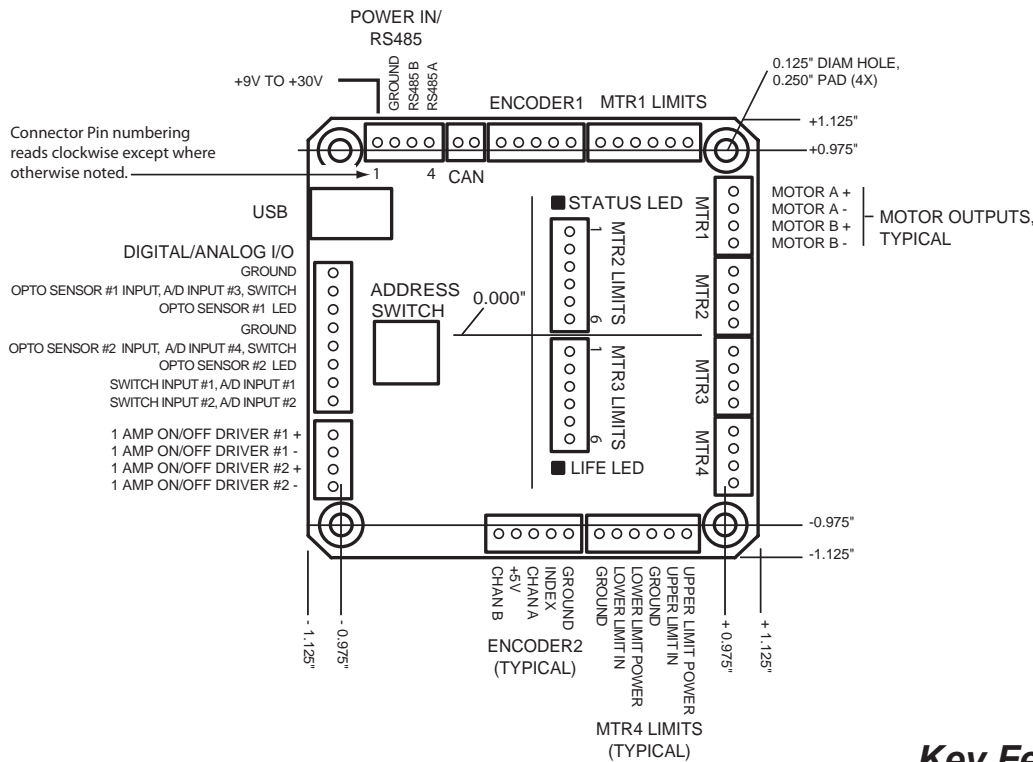 POWER IN/
RS485
+9V TO +30V
GROUND
RS485 B
RS485 A
ENCODER1
MTR1 LIMITS
0.125" DIAM HOLE,
0.250" PAD (4X)
+1.125"
+0.975"
Connector Pin numbering
reads clockwise except where
otherwise noted.
1
4
CAN
USB
STATUS LED
MTR1
MOTOR A +
MOTOR A -
MOTOR B +
MOTOR B -
MOTOR OUTPUTS,
TYPICAL
DIGITAL/ANALOG I/O
GROUND
OPTO SENSOR #1 INPUT, A/D INPUT #3, SWITCH
OPTO SENSOR #1 LED
GROUND
OPTO SENSOR #2 INPUT, A/D INPUT #4, SWITCH
OPTO SENSOR #2 LED
SWITCH INPUT #1, A/D INPUT #1
SWITCH INPUT #2, A/D INPUT #2
ADDRESS
SWITCH
0.000"
1
MTR2 LIMITS
6
MTR2
1
MTR3 LIMITS
6
MTR3
MTR4
1 AMP ON/OFF DRIVER #1 +
1 AMP ON/OFF DRIVER #1 -
1 AMP ON/OFF DRIVER #2 +
1 AMP ON/OFF DRIVER #2 -
LIFE LED
-0.975"
-1.125"
- 1.125"
- 0.975"
CHAN B
+5V
CHAN A
INDEX
GROUND
ENCODER2
(TYPICAL)
GROUND
LOWER LIMIT IN
LOWER LIMIT POWER
GROUND
UPPER LIMIT IN
UPPER LIMIT POWER
MTR4 LIMITS
(TYPICAL)
+ 0.975"
+ 1.125"
Key